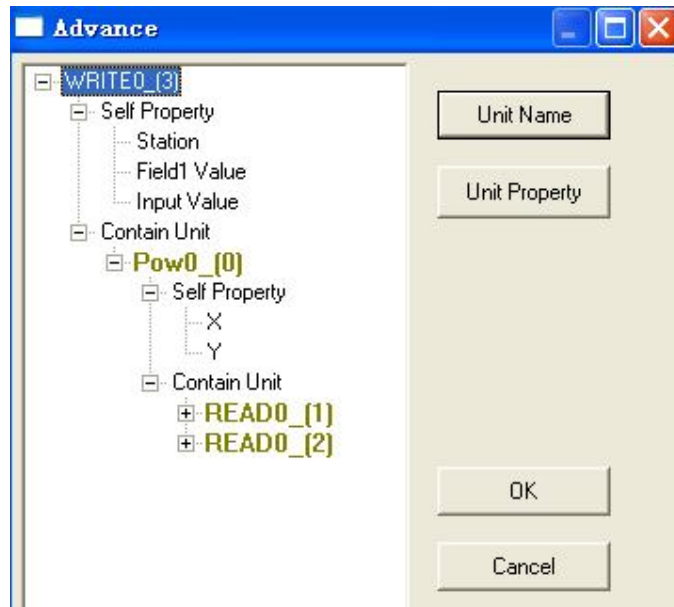 Advance
WRITE0_(3)
Self Property
Station
Field1 Value
Input Value
Contain Unit
Pow0_(0)
Self Property
X
Y
Contain Unit
READ0_(1)
READ0_(2)
Unit Name
Unit Property
OK
Cancel